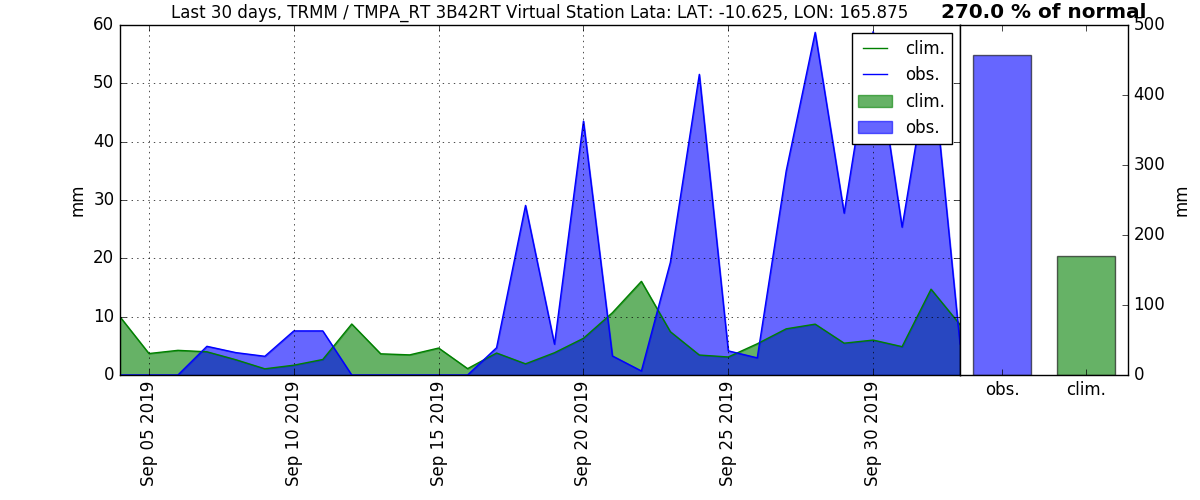 Last 30 days, TRMM / TMPA_RT 3B42RT Virtual Station Lata: LAT: -10.625, LON: 165.875
270.0 % of normal
60
50
40
30
20
10
0
mm
clim.
obs.
clim.
obs.
500
400
300
200
100
0
mm
Sep 05 2019
Sep 10 2019
Sep 15 2019
Sep 20 2019
Sep 25 2019
Sep 30 2019
obs.
clim.